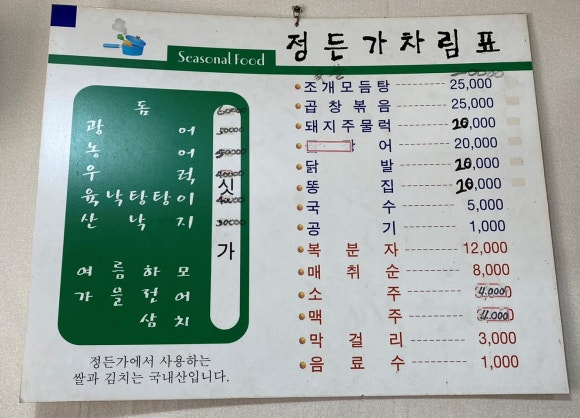 Seasonal Food
정든가차림표
돔
광어
농어
우럭
육낙탕탕이
산낙지
싯가
여름하모
가을전어
삼치
정든가에서 사용하는
쌀과 김치는 국내산입니다.
조개모듬탕 25,000
곱창볶음 25,000
돼지주물럭 20,000
어 20,000
닭발 20,000
똥집 20,000
국수 5,000
공기 1,000
복분자 12,000
매취순 8,000
소주 4,000
맥주 4,000
막걸리 3,000
음료수 1,000